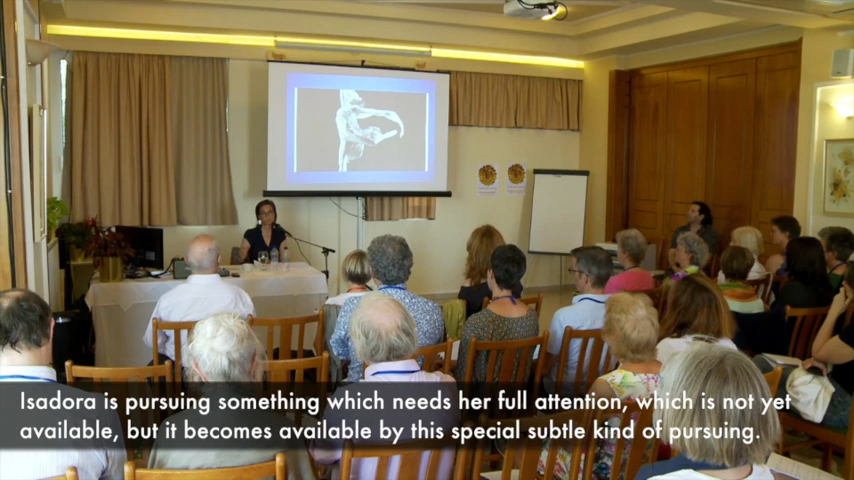 Isadora is pursuing something which needs her full attention, which is not yet
available, but it becomes available by this special subtle kind of pursuing.